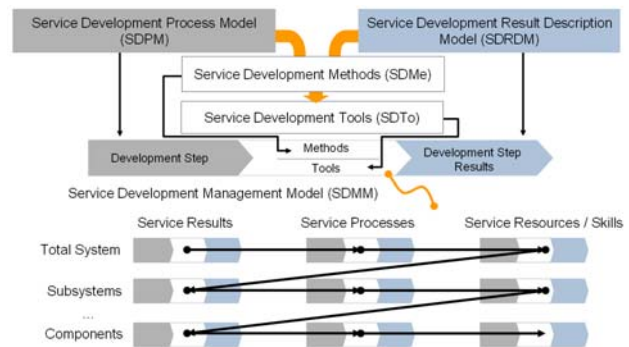 Service Development Process Model
(SDPM)
Service Development Result Description
Model (SDRDM)
Service Development Methods (SDMe)
Service Development Tools (SDTo)
Development Step
Methods
Tools
Development Step
Results
Service Development Management Model (SDMM)
Service Results
Service Processes
Service Resources / Skills
Total System
Subsystems
...
Components